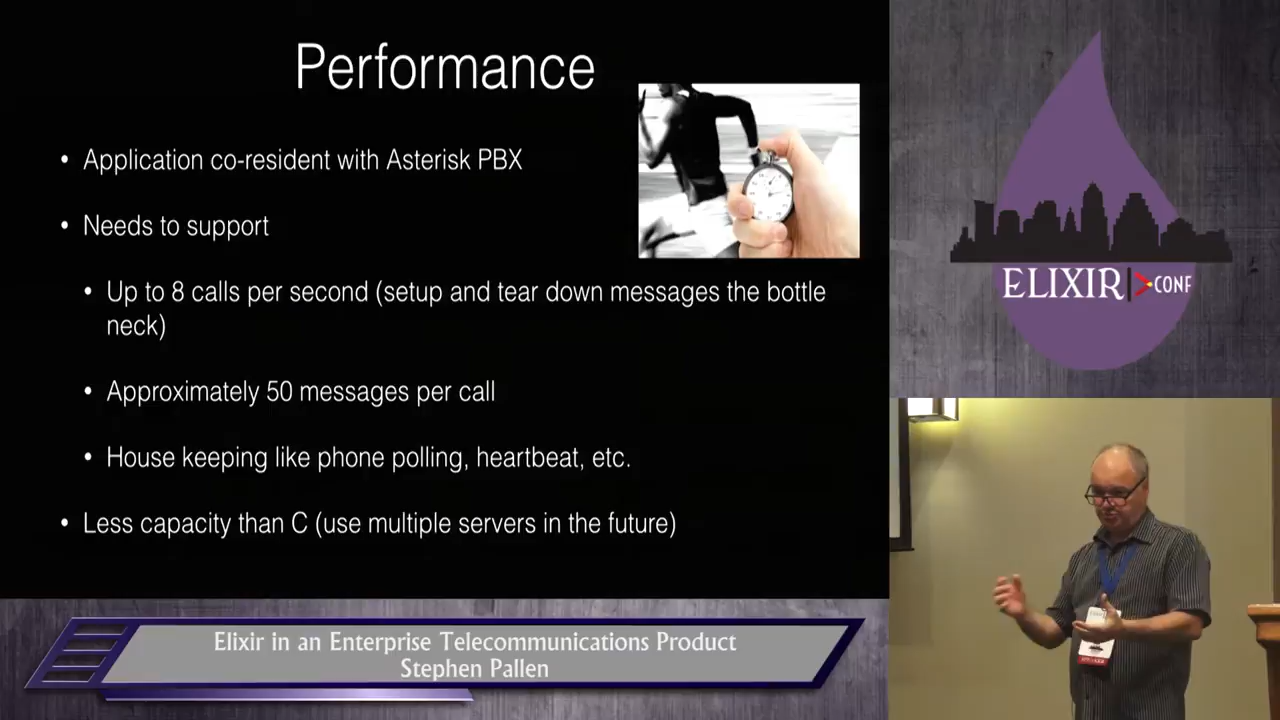 Performance
• Application co-resident with Asterisk PBX
• Needs to support
• Up to 8 calls per second (setup and tear down messages the bottle
neck)
• Approximately 50 messages per call
• House keeping like phone polling, heartbeat, etc.
• Less capacity than C (use multiple servers in the future)
ELIXIR CONF
Elixir in an Enterprise Telecommunications Product
Stephen Pallen